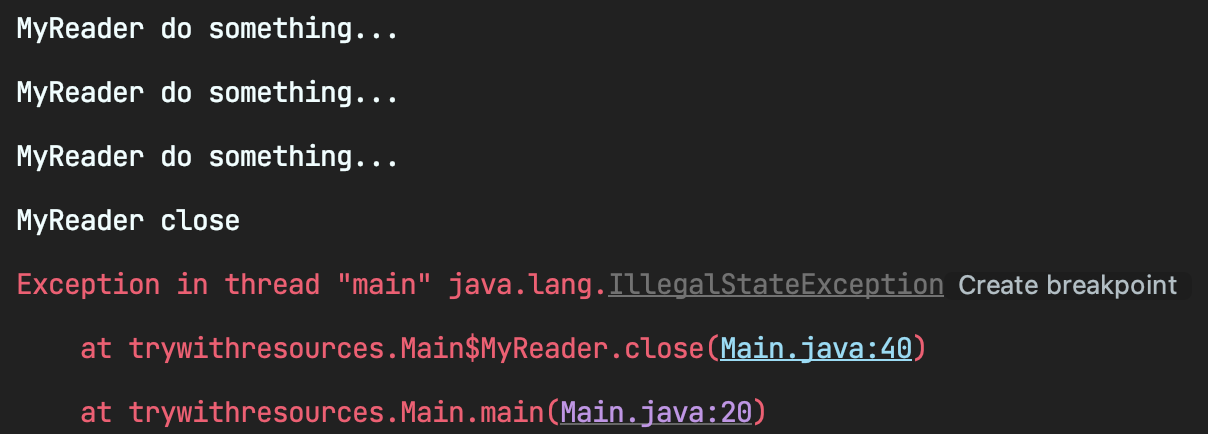 MyReader do something...
MyReader do something...
MyReader do something...
MyReader close
Exception in thread "main" java.lang.IllegalStateException Create breakpoint
at trywithresources.Main$MyReader.close(Main.java:40)
at trywithresources.Main.main(Main.java:20)